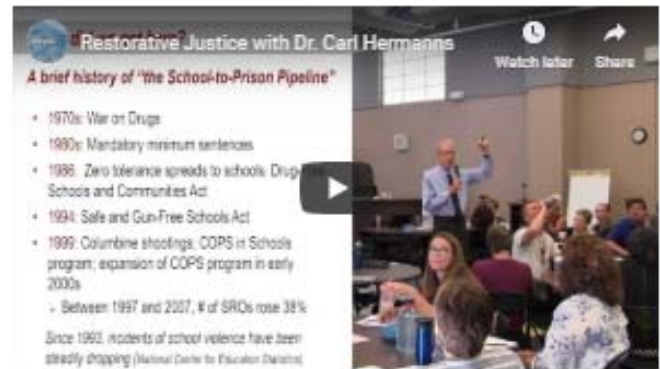 Restorative Justice with Dr. Carl Hermanns
Watch later
Share
A brief history of "the School-to-Prison Pipeline"
• 1970s: War on Drugs
• 1980s: Mandatory minimum sentences
• 1986: Zero tolerance spreads to schools: Drug-
Schools and Communities Act
• 1994: Safe and Gun-Free Schools Act
• 1999: Columbine shootings: COPS in Schools
program; expansion of COPS program in early
2000s
- Between 1997 and 2007, # of SROs rose 38%
Since 1993, incidents of school violence have been
steadily dropping (National Center for Education Statistics)